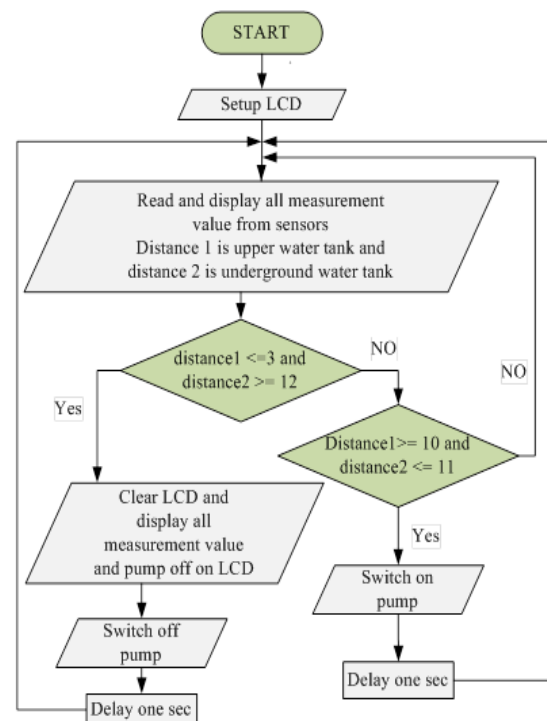 START
Setup LCD
Read and display all measurement
value from sensors
Distance 1 is upper water tank and
distance 2 is underground water tank
distance1 <=3 and
distance2 >= 12
NO
NO
Yes
Distance1>= 10 and
distance2 <= 11
Clear LCD and
display all
measurement value
and pump off on LCD
Yes
Switch on
pump
Switch off
pump
Delay one sec
Delay one sec